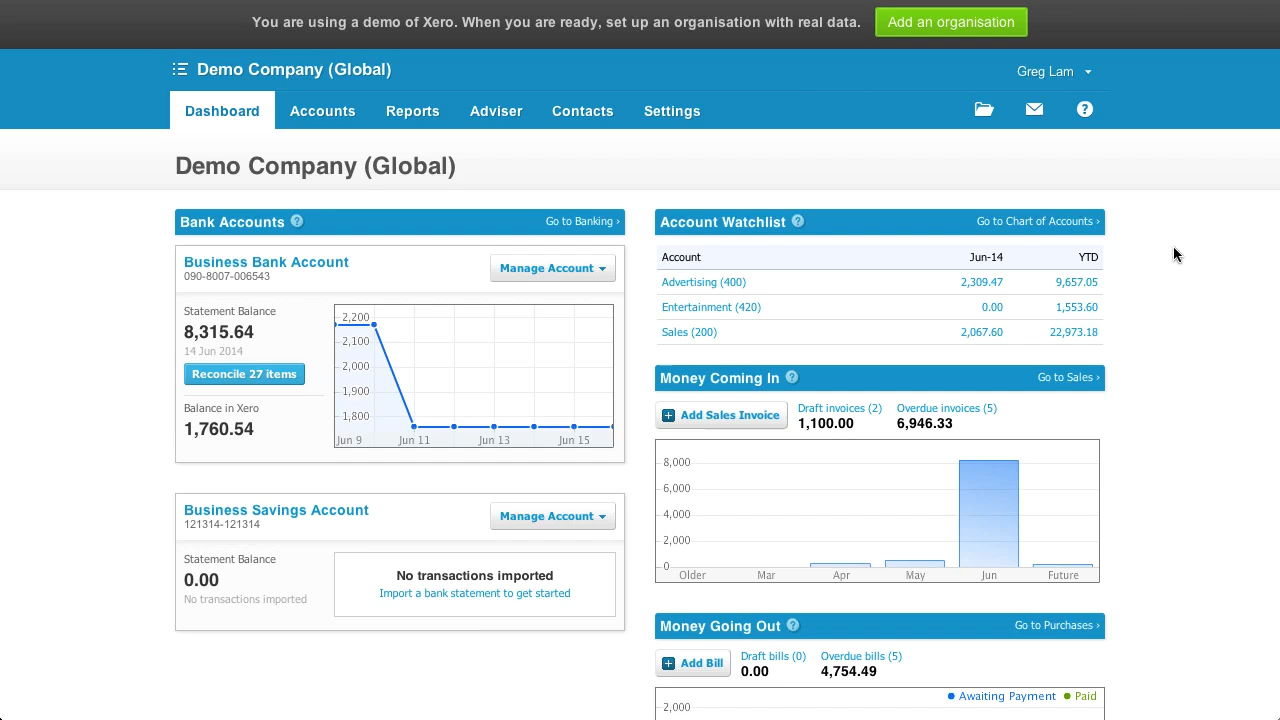 You are using a demo of Xero. When you are ready, set up an organisation with real data.
Add an organisation
Demo Company (Global)
Greg Lam
Dashboard
Accounts
Reports
Adviser
Contacts
Settings
?
Demo Company (Global)
Bank Accounts ?
Go to Banking ›
Business Bank Account
090-8007-006543
Manage Account
Statement Balance
8,315.64
14 Jun 2014
Reconcile 27 items
Balance in Xero
1,760.54
2,200
2,100
2,000
1,900
1,800
Jun 9 Jun 11 Jun 13 Jun 15
Business Savings Account
121314-121314
Manage Account
Statement Balance
0.00
No transactions imported
No transactions imported
Import a bank statement to get started
Account Watchlist ?
Go to Chart of Accounts ›
Account Jun-14 YTD
Advertising (400) 2,309.47 9,657.05
Entertainment (420) 0.00 1,553.60
Sales (200) 2,067.60 22,973.18
Money Coming In ?
Go to Sales ›
Add Sales Invoice
Draft invoices (2)
1,100.00
Overdue invoices (5)
6,946.33
8,000
6,000
4,000
2,000
0
Older Mar Apr May Jun Future
Money Going Out ?
Go to Purchases ›
Add Bill
Draft bills (0)
0.00
Overdue bills (5)
4,754.49
Awaiting Payment Paid
2,000